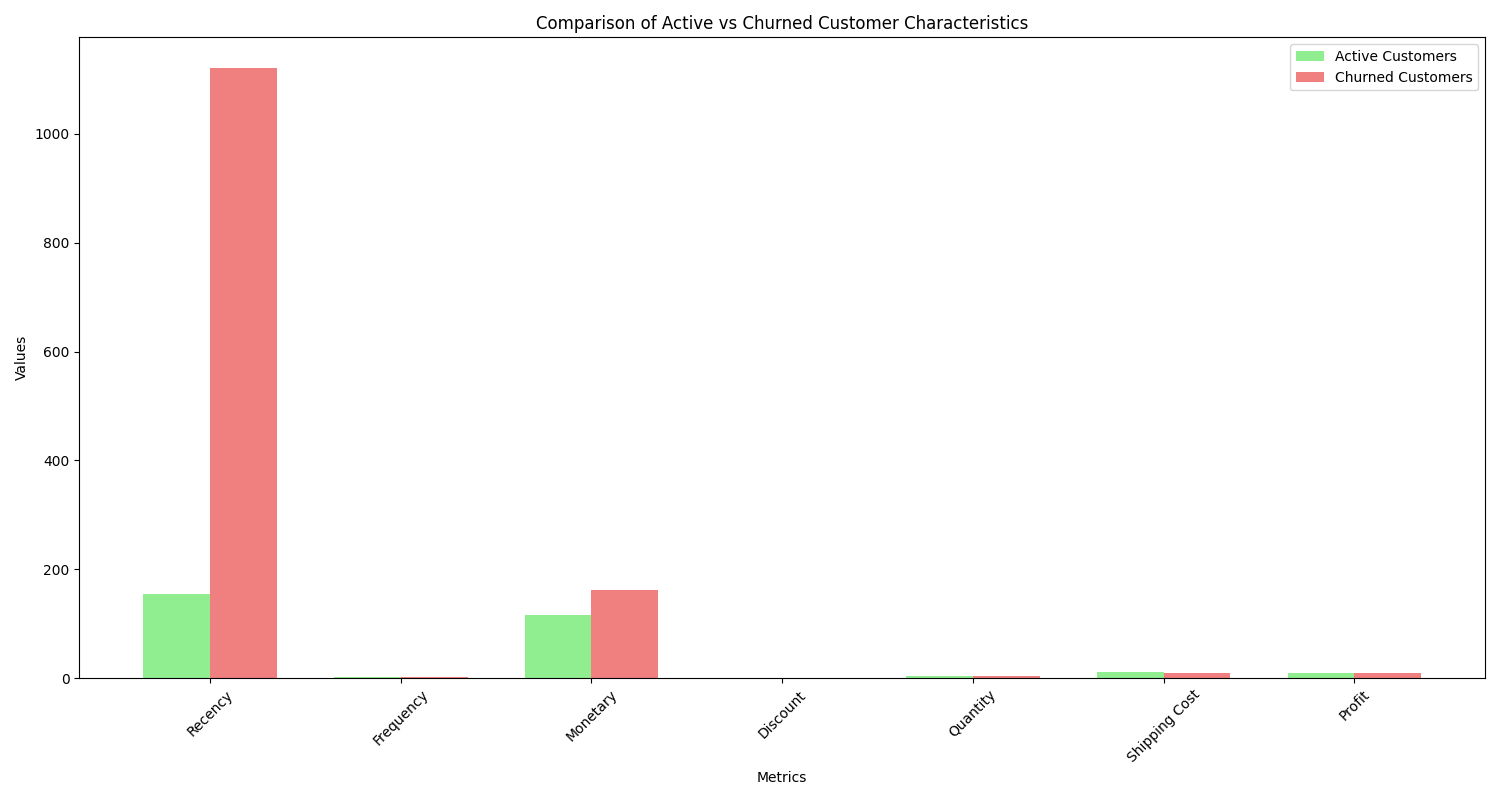 Comparison of Active vs Churned Customer Characteristics
Active Customers
Churned Customers
Values
1000
800
600
400
200
0
Recency
Frequency
Monetary
Discount
Quantity
Shipping Cost
Profit
Metrics